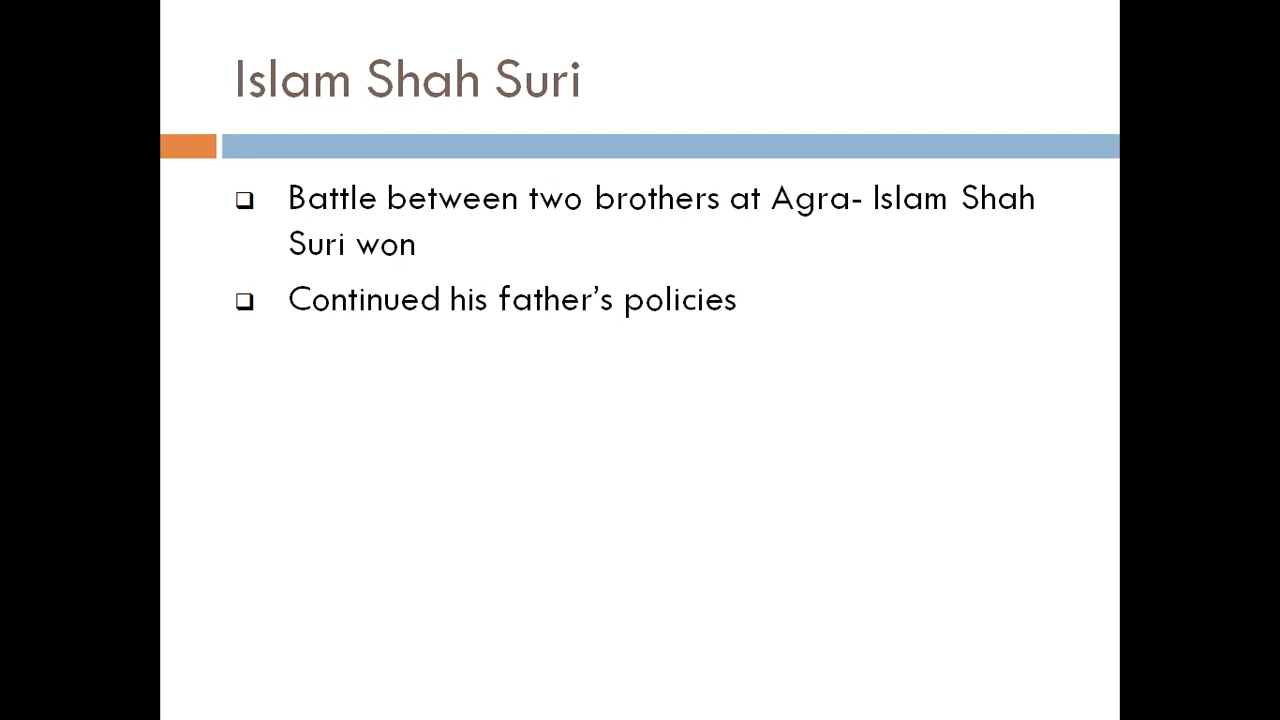 Islam Shah Suri
❑ Battle between two brothers at Agra- Islam Shah
Suri won
❑ Continued his father’s policies